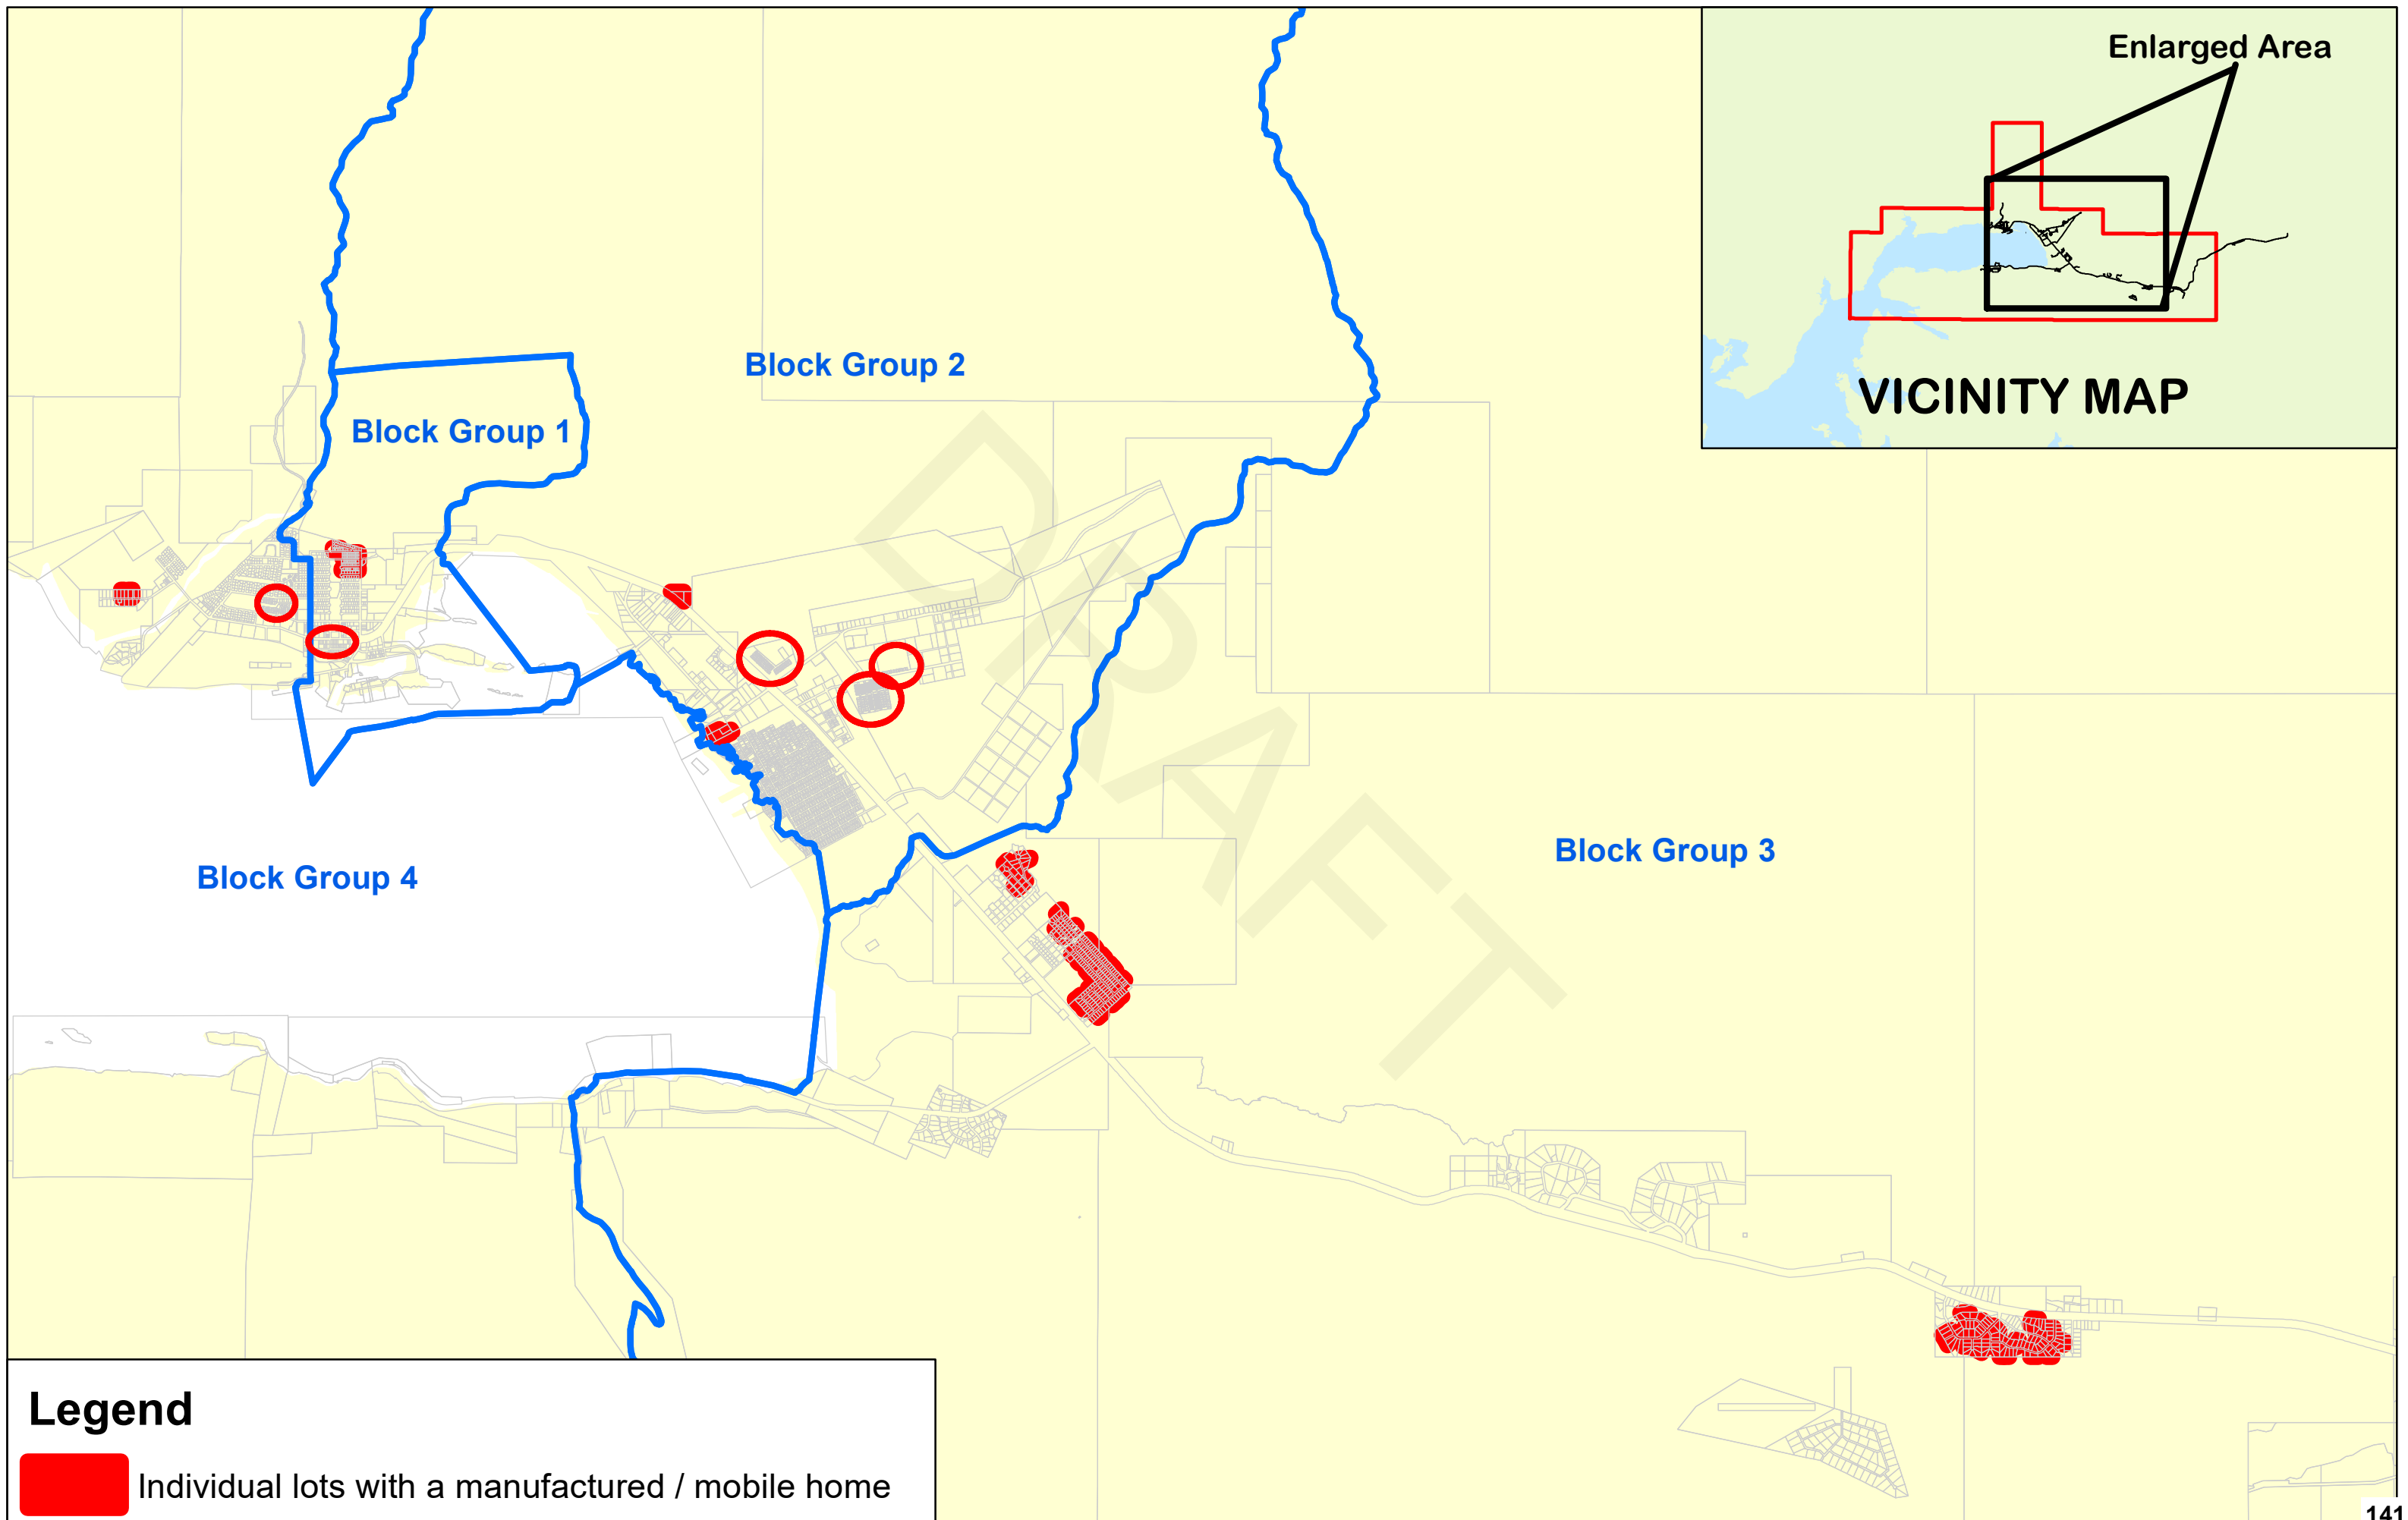 Enlarged Area
VICINITY MAP
Block Group 2
Block Group 1
DRAFT
Block Group 3
Block Group 4
Legend
Individual lots with a manufactured / mobile home
141